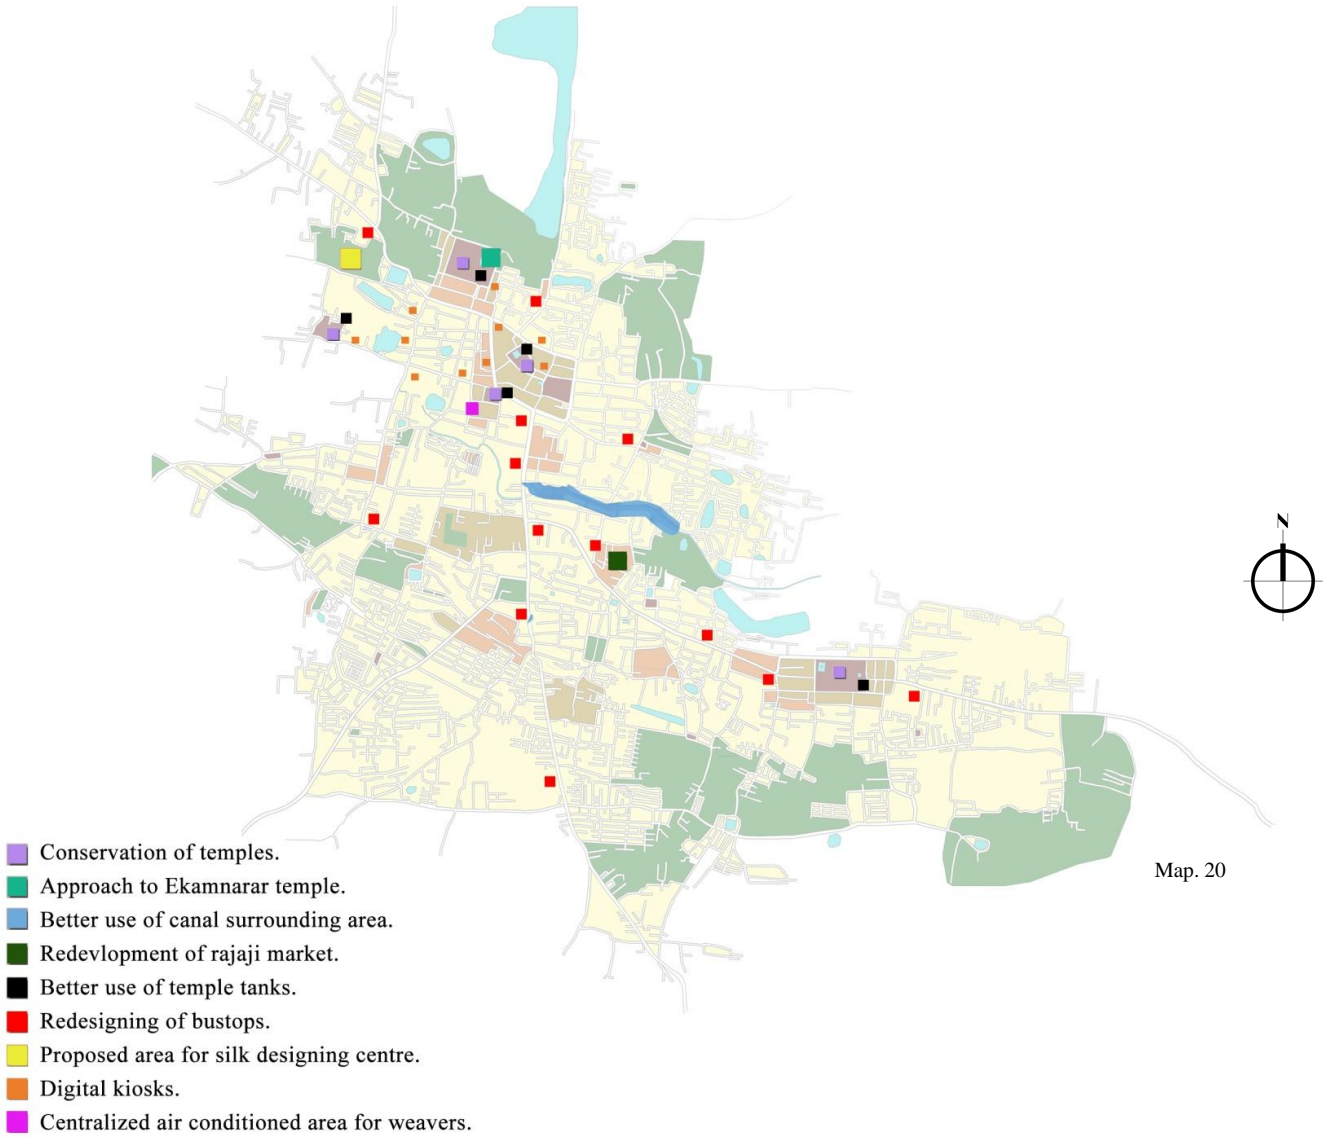 N
Map. 20
Conservation of temples.
Approach to Ekamnarar temple.
Better use of canal surrounding area.
Redevlopment of rajaji market.
Better use of temple tanks.
Redesigning of bustops.
Proposed area for silk designing centre.
Digital kiosks.
Centralized air conditioned area for weavers.